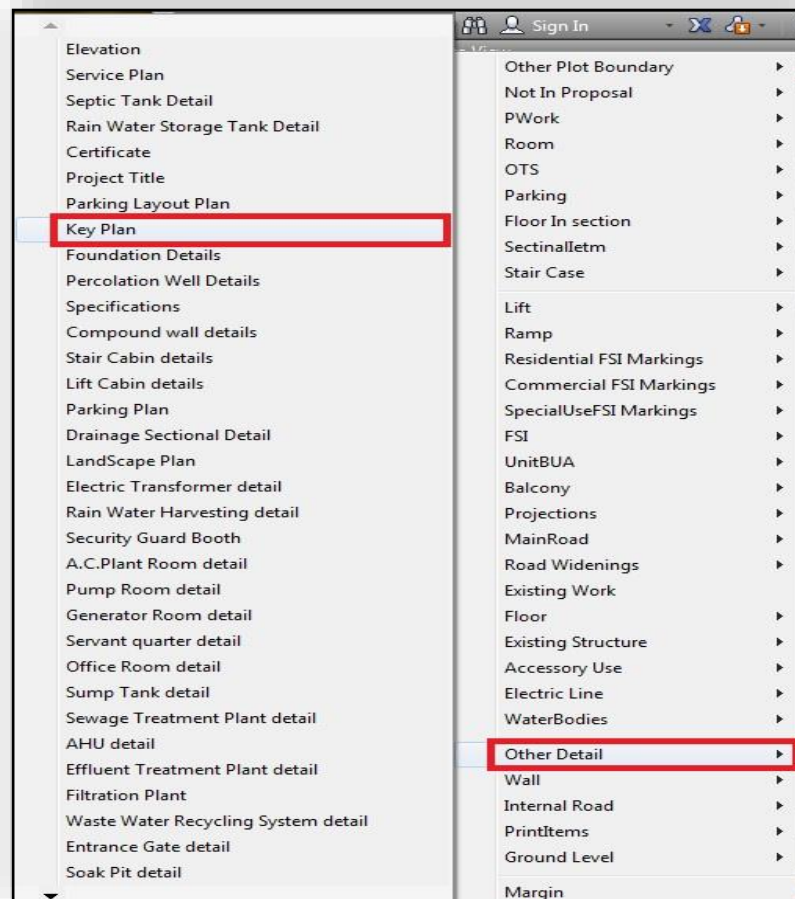 Sign In
Elevation
Service Plan
Septic Tank Detail
Rain Water Storage Tank Detail
Certificate
Project Title
Parking Layout Plan
Key Plan
Foundation Details
Percolation Well Details
Specifications
Compound wall details
Stair Cabin details
Lift Cabin details
Parking Plan
Drainage Sectional Detail
LandScape Plan
Electric Transformer detail
Rain Water Harvesting detail
Security Guard Booth
A.C.Plant Room detail
Pump Room detail
Generator Room detail
Servant quarter detail
Office Room detail
Sump Tank detail
Sewage Treatment Plant detail
AHU detail
Effluent Treatment Plant detail
Filtration Plant
Waste Water Recycling System detail
Entrance Gate detail
Soak Pit detail
Other Plot Boundary
Not In Proposal
PWork
Room
OTS
Parking
Floor In section
SectinalIetm
Stair Case
Lift
Ramp
Residential FSI Markings
Commercial FSI Markings
SpecialUseFSI Markings
FSI
UnitBUA
Balcony
Projections
MainRoad
Road Widenings
Existing Work
Floor
Existing Structure
Accessory Use
Electric Line
WaterBodies
Other Detail
Wall
Internal Road
PrintItems
Ground Level
Margin